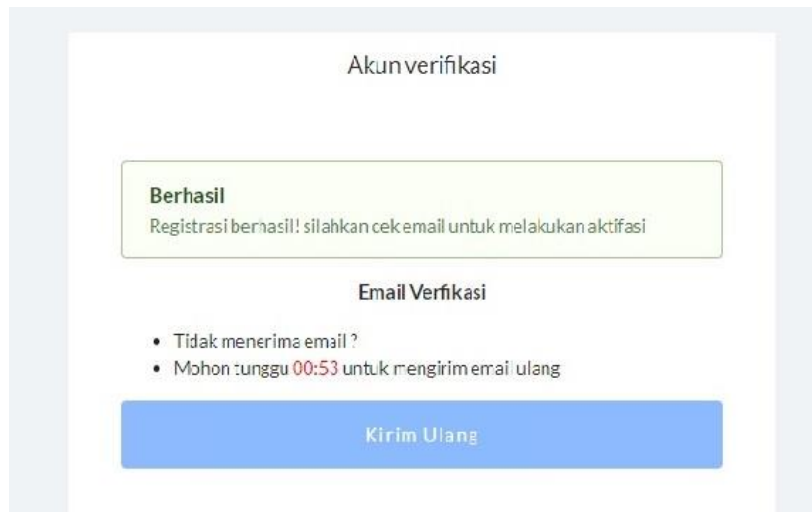 Akun verifikasi
Berhasil
Registrasi berhasil! silahkan cek email untuk melakukan aktifasi
Email Verfikasi
Tidak menerima email ?
Mohon tunggu 00:53 untuk mengirim email ulang
Kirim Ulang